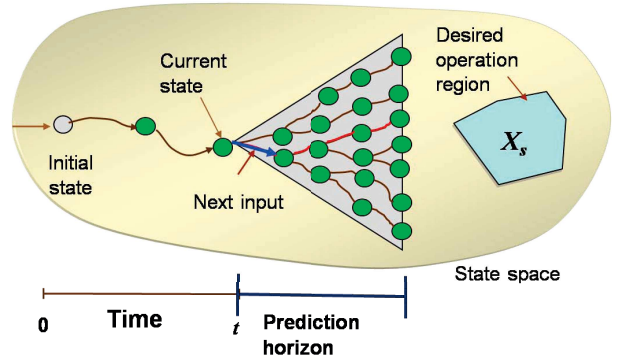 Desired
operation
region
Current
state
X_s
Initial
state
Next input
State space
0
Time
t
Prediction
horizon